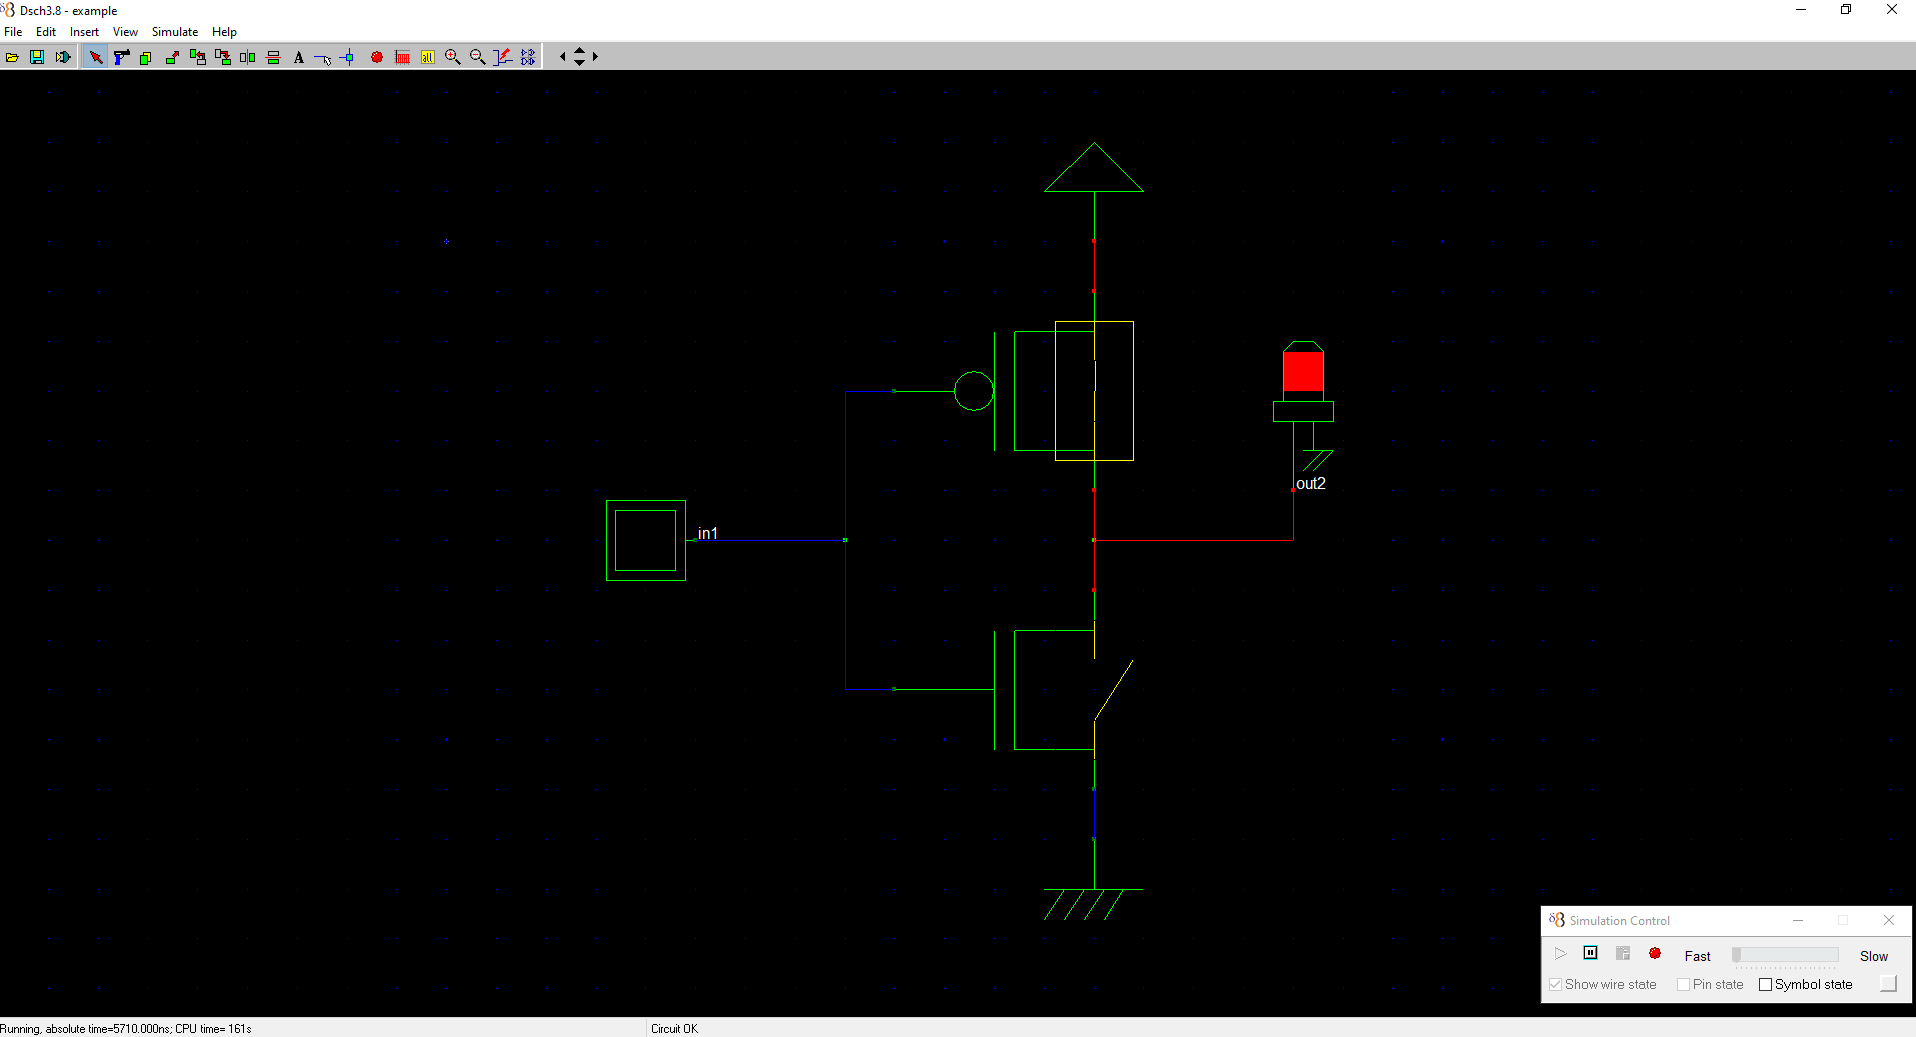 Dsch3.8 - example
File Edit Insert View Simulate Help
A all
in1
out2
Simulation Control
Fast Slow
Show wire state Pin state Symbol state
Running, absolute time=5710.000ns; CPU time= 161s Circuit OK